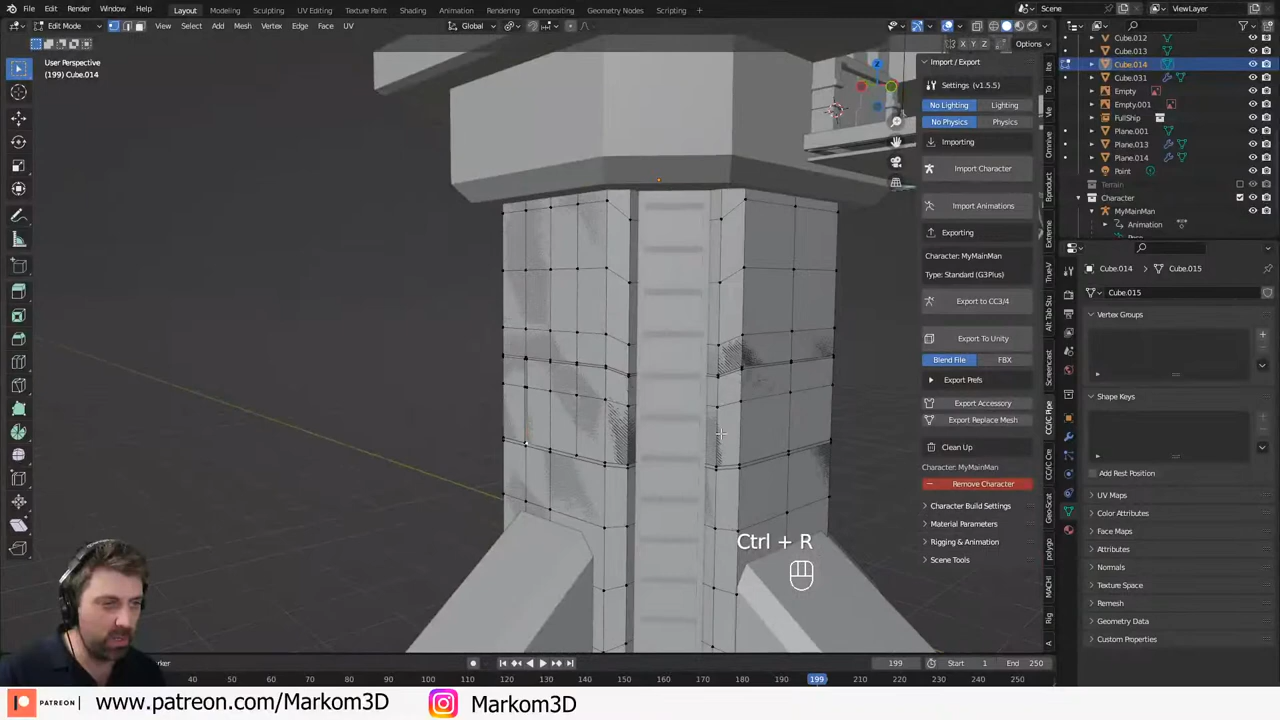 File Edit Render Window Help Layout Modeling Sculpting UV Editing Texture Paint Shading Animation Rendering Compositing Geometry Nodes Scripting Scene ViewLayer
Edit Mode View Select Add Mesh Vertex Edge Face UV Global
X Y Z Options
User Perspective
(199) Cube.014
Import / Export
Settings (v1.5.5)
No Lighting Lighting
No Physics Physics
Importing
Import Character
Import Animations
Exporting
Character: MyMainMan
Type: Standard (G3Plus)
Export to CC3/4
Export To Unity
Blend File FBX
Export Prefs
Export Accessory
Export Replace Mesh
Clean Up
Character: MyMainMan
Remove Character
Character Build Settings
Material Parameters
Rigging & Animation
Scene Tools
Cube.012
Cube.013
Cube.014
Cube.031
Empty
Empty.001
FullShip
Plane.001
Plane.013
Plane.014
Point
Terrain
Character
MyMainMan
Animation
Cube.014 Cube.015
Cube.015
Vertex Groups
Shape Keys
Add Rest Position
UV Maps
Color Attributes
Face Maps
Attributes
Normals
Texture Space
Remesh
Geometry Data
Custom Properties
Ctrl + R
199 Start 1 End 250
40 50 60 70 80 90 100 110 120 130 140 150 160 170 180 190 199 210 220 230 240 250
PATREON www.patreon.com/Markom3D Markom3D